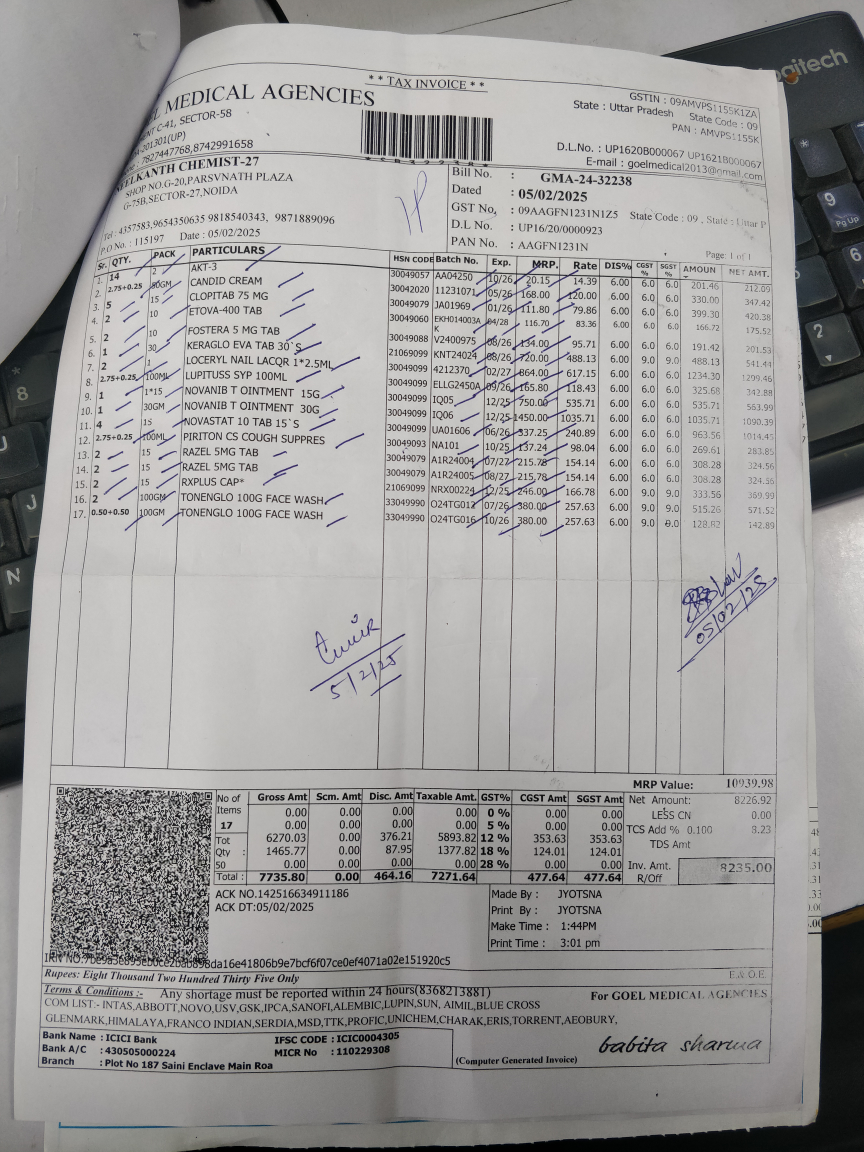 ** TAX INVOICE **
GSTIN : 09AMVPS1155K1ZA
State : Uttar Pradesh State Code : 09
PAN : AMVPS1155K
EL MEDICAL AGENCIES
C-41, SECTOR-58
201301(UP)
7827447768,8742991658
D.L.No. : UP1620B000067 UP1621B000067
E-mail : goelmedical2013@gmail.com
EELKANTH CHEMIST-27
SHOP NO.G-20,PARSVNATH PLAZA
G-75B,SECTOR-27,NOIDA
Tel : 4357583,9654350635 9818540343, 9871889096
P.O No. : 115197 Date : 05/02/2025
Bill No. : GMA-24-32238
Dated : 05/02/2025
GST No, : 09AAGFN1231N1Z5 State Code : 09 , State : Uttar P
D.L No. : UP16/20/0000923
PAN No. : AAGFN1231N
Page: 1 of 1
Sr. QTY. PACK PARTICULARS HSN CODE Batch No. Exp. MRP. Rate DIS% CGST % SGST % AMOUN NET AMT.
1. 14 2 AKT-3 30049057 AA04250 10/26 20.15 14.39 6.00 6.0 6.0 201.46 212.09
2. 2.75+0.25 30GM CANDID CREAM 30042020 11231071 05/26 168.00 120.00 6.00 6.0 6.0 330.00 347.42
3. 5 15 CLOPITAB 75 MG 30049079 JA01969 01/26 111.80 79.86 6.00 6.0 6.0 399.30 420.38
4. 2 10 ETOVA-400 TAB 30049060 EKH014003A K 04/28 116.70 83.36 6.00 6.0 6.0 166.72 175.52
5. 2 10 FOSTERA 5 MG TAB 30049088 V2400975 08/26 134.00 95.71 6.00 6.0 6.0 191.42 201.53
6. 1 30 KERAGLO EVA TAB 30`S 21069099 KNT24024 08/26 720.00 488.13 6.00 9.0 9.0 488.13 541.44
7. 2 1 LOCERYL NAIL LACQR 1*2.5ML 30049099 4212370 02/27 864.00 617.15 6.00 6.0 6.0 1234.30 1299.46
8. 2.75+0.25 100ML LUPITUSS SYP 100ML 30049099 ELLG2450A 09/26 165.80 118.43 6.00 6.0 6.0 325.68 342.88
9. 1 1*15 NOVANIB T OINTMENT 15G 30049099 IQ05 12/25 750.00 535.71 6.00 6.0 6.0 535.71 563.99
10. 1 30GM NOVANIB T OINTMENT 30G 30049099 IQ06 12/25 1450.00 1035.71 6.00 6.0 6.0 1035.71 1090.39
11. 4 15 NOVASTAT 10 TAB 15`S 30049099 UA01606 06/26 337.25 240.89 6.00 6.0 6.0 963.56 1014.45
12. 2.75+0.25 100ML PIRITON CS COUGH SUPPRES 30049093 NA101 10/25 137.24 98.04 6.00 6.0 6.0 269.61 283.85
13. 2 15 RAZEL 5MG TAB 30049079 A1R24004 07/27 215.78 154.14 6.00 6.0 6.0 308.28 324.56
14. 2 15 RAZEL 5MG TAB 30049079 A1R24005 08/27 215.78 154.14 6.00 6.0 6.0 308.28 324.56
15. 2 15 RXPLUS CAP* 21069099 NRX00224 12/25 246.00 166.78 6.00 9.0 9.0 333.56 369.99
16. 2 100GM TONENGLO 100G FACE WASH 33049990 O24TG012 07/26 380.00 257.63 6.00 9.0 9.0 515.26 571.52
17. 0.50+0.50 100GM TONENGLO 100G FACE WASH 33049990 O24TG016 10/26 380.00 257.63 6.00 9.0 9.0 128.82 142.89
05/02/25
5/2/25
MRP Value: 10939.98
No of Items 17 Tot Qty : 50
Gross Amt Scm. Amt Disc. Amt Taxable Amt. GST% CGST Amt SGST Amt
0.00 0.00 0.00 0.00 0 % 0.00 0.00
0.00 0.00 0.00 0.00 5 % 0.00 0.00
6270.03 0.00 376.21 5893.82 12 % 353.63 353.63
1465.77 0.00 87.95 1377.82 18 % 124.01 124.01
0.00 0.00 0.00 0.00 28 % 0.00 0.00
Total : 7735.80 0.00 464.16 7271.64 477.64 477.64
Net Amount: 8226.92
LESS CN 0.00
TCS Add % 0.100 8.23
TDS Amt
Inv. Amt. R/Off 8235.00
ACK NO.142516634911186
ACK DT:05/02/2025
Made By : JYOTSNA
Print By : JYOTSNA
Make Time : 1:44PM
Print Time : 3:01 pm
Rupees: Eight Thousand Two Hundred Thirty Five Only
E.& O.E
Terms & Conditions :- Any shortage must be reported within 24 hours(8368213881)
For GOEL MEDICAL AGENCIES
COM LIST.- INTAS,ABBOTT,NOVO,USV,GSK,IPCA,SANOFI,ALEMBIC,LUPIN,SUN, AIMIL,BLUE CROSS
GLENMARK,HIMALAYA,FRANCO INDIAN,SERDIA,MSD,TTK,PROFIC,UNICHEM,CHARAK,ERIS,TORRENT,AEOBURY,
Bank Name : ICICI Bank IFSC CODE : ICIC0004305
Bank A/C : 430505000224 MICR No : 110229308
Branch : Plot No 187 Saini Enclave Main Roa
(Computer Generated Invoice)
babita sharma